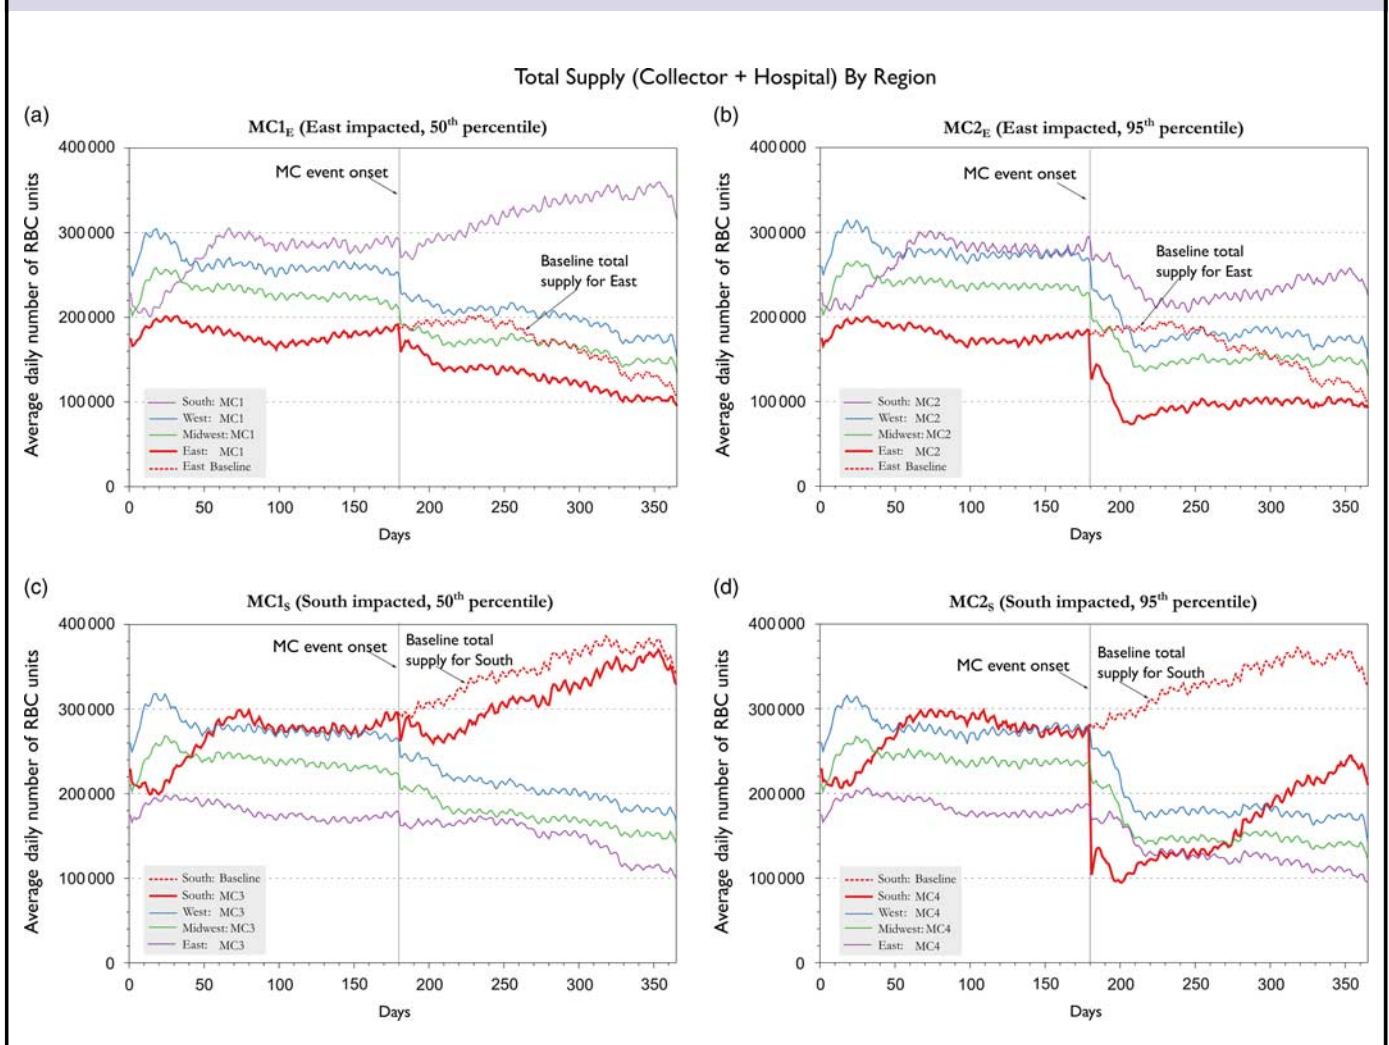 Total Supply (Collector + Hospital) By Region
(a)
MC1E (East impacted, 50th percentile)
400 000
300 000
200 000
100 000
0
Average daily number of RBC units
MC event onset
Baseline total
supply for East
South: MC1
West: MC1
Midwest: MC1
East: MC1
East Baseline
0 50 100 150 200 250 300 350
Days
(b)
MC2E (East impacted, 95th percentile)
400 000
300 000
200 000
100 000
0
Average daily number of RBC units
MC event onset
Baseline total
supply for East
South: MC2
West: MC2
Midwest: MC2
East: MC2
East Baseline
0 50 100 150 200 250 300 350
Days
(c)
MC1S (South impacted, 50th percentile)
400 000
300 000
200 000
100 000
0
Average daily number of RBC units
MC event onset
Baseline total
supply for South
South: Baseline
South: MC3
West: MC3
Midwest: MC3
East: MC3
0 50 100 150 200 250 300 350
Days
(d)
MC2S (South impacted, 95th percentile)
400 000
300 000
200 000
100 000
0
Average daily number of RBC units
MC event onset
Baseline total
supply for South
South: Baseline
South: MC4
West: MC4
Midwest: MC4
East: MC4
0 50 100 150 200 250 300 350
Days